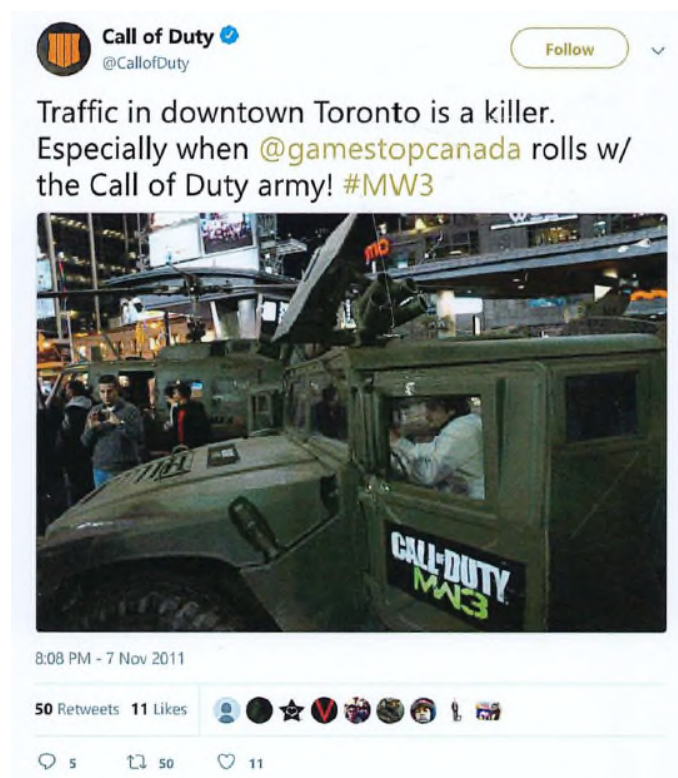 Call of Duty
@CallofDuty
Follow
Traffic in downtown Toronto is a killer.
Especially when @gamestopcanada rolls w/
the Call of Duty army! #MW3
CALL·DUTY
MW3
8:08 PM - 7 Nov 2011
50 Retweets 11 Likes
5 50 11